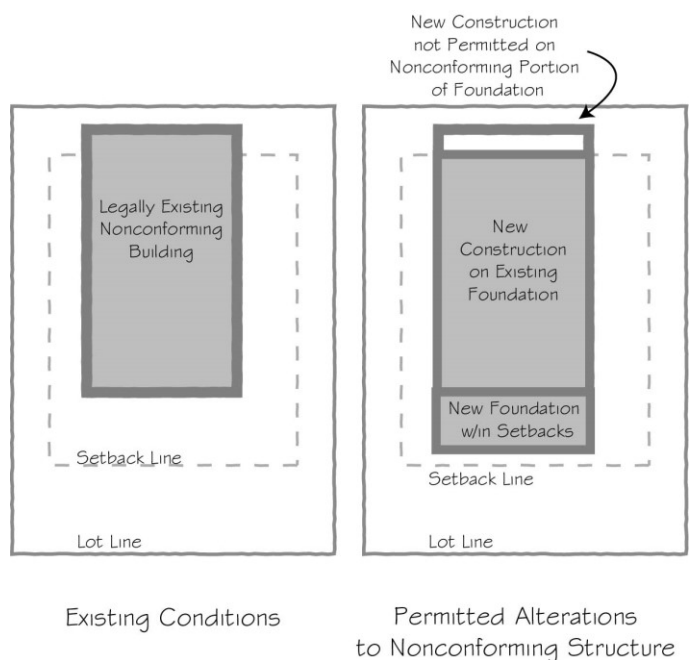 New Construction
not Permitted on
Nonconforming Portion
of Foundation
Legally Existing
Nonconforming
Building
Setback Line
Lot Line
Existing Conditions
New
Construction
on Existing
Foundation
New Foundation
w/in Setbacks
Setback Line
Lot Line
Permitted Alterations
to Nonconforming Structure